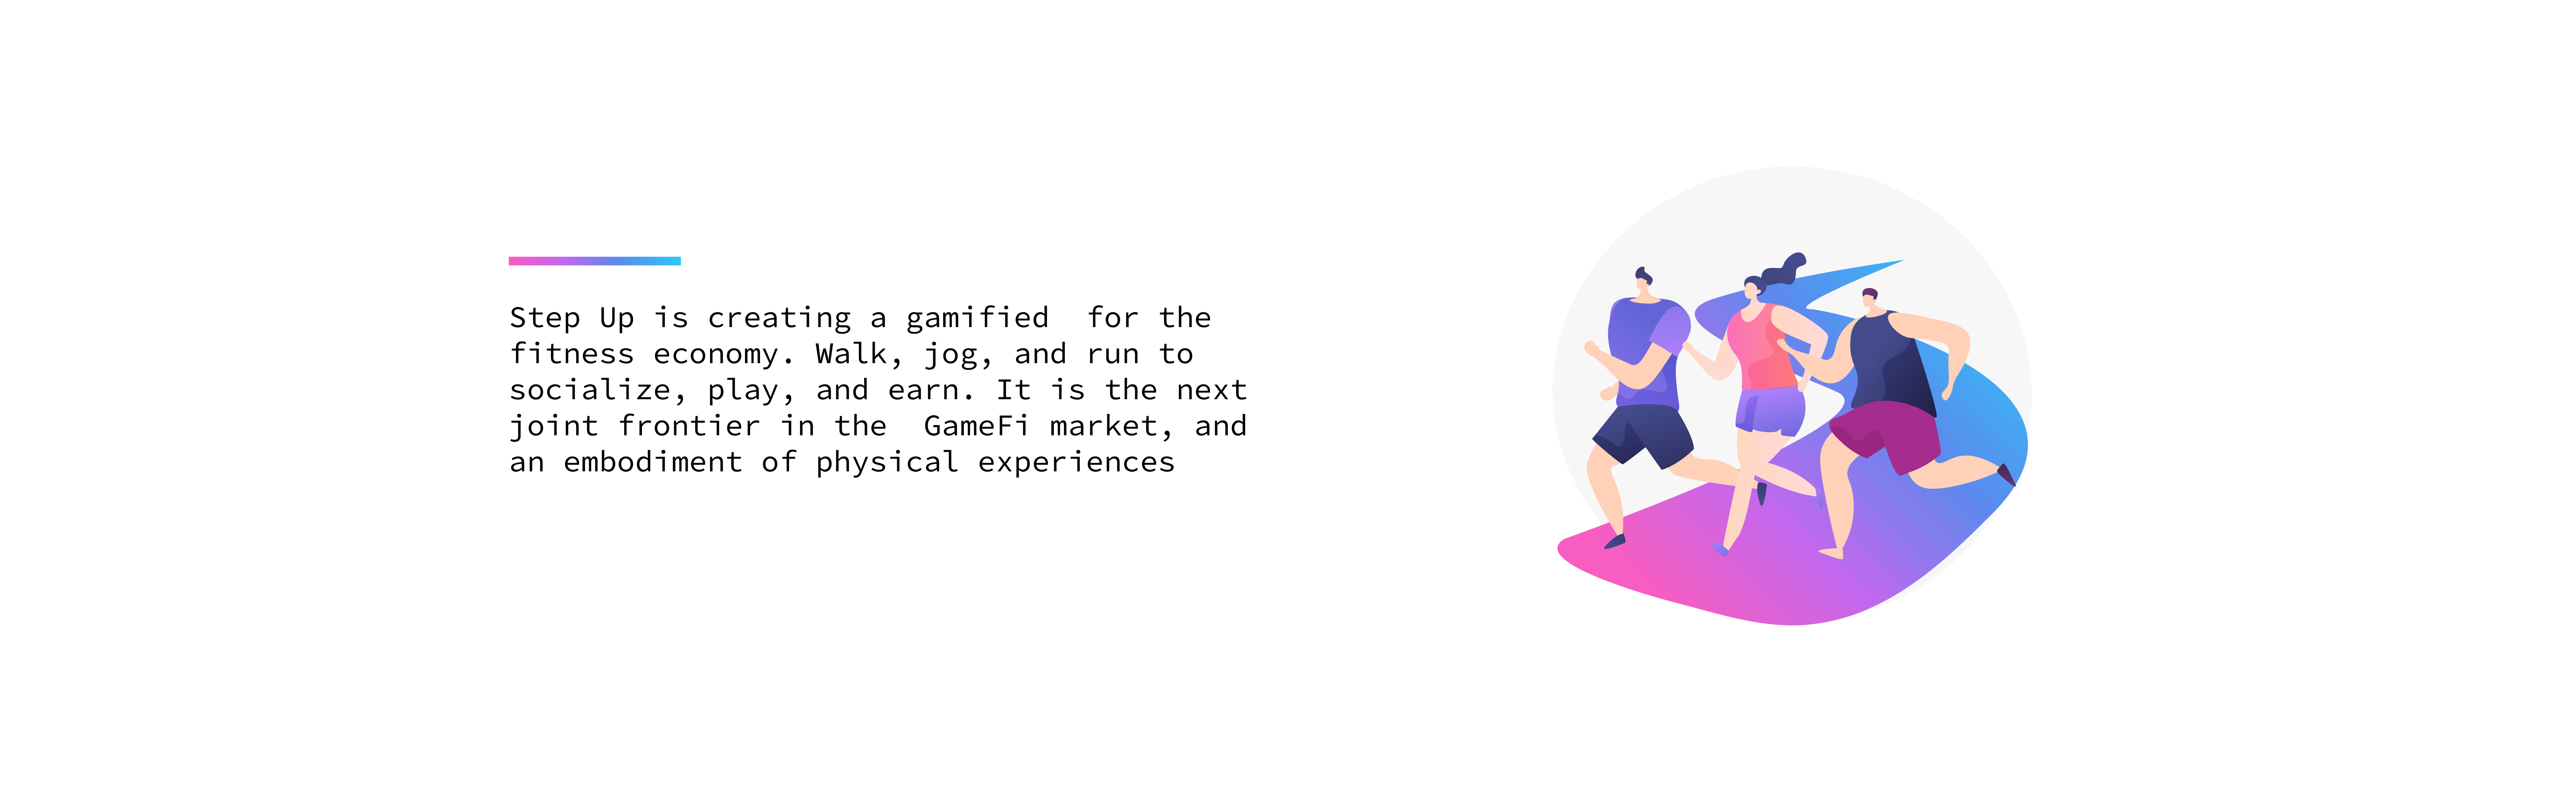 Step Up is creating a gamified  for the
fitness economy. Walk, jog, and run to
socialize, play, and earn. It is the next
joint frontier in the  GameFi market, and
an embodiment of physical experiences